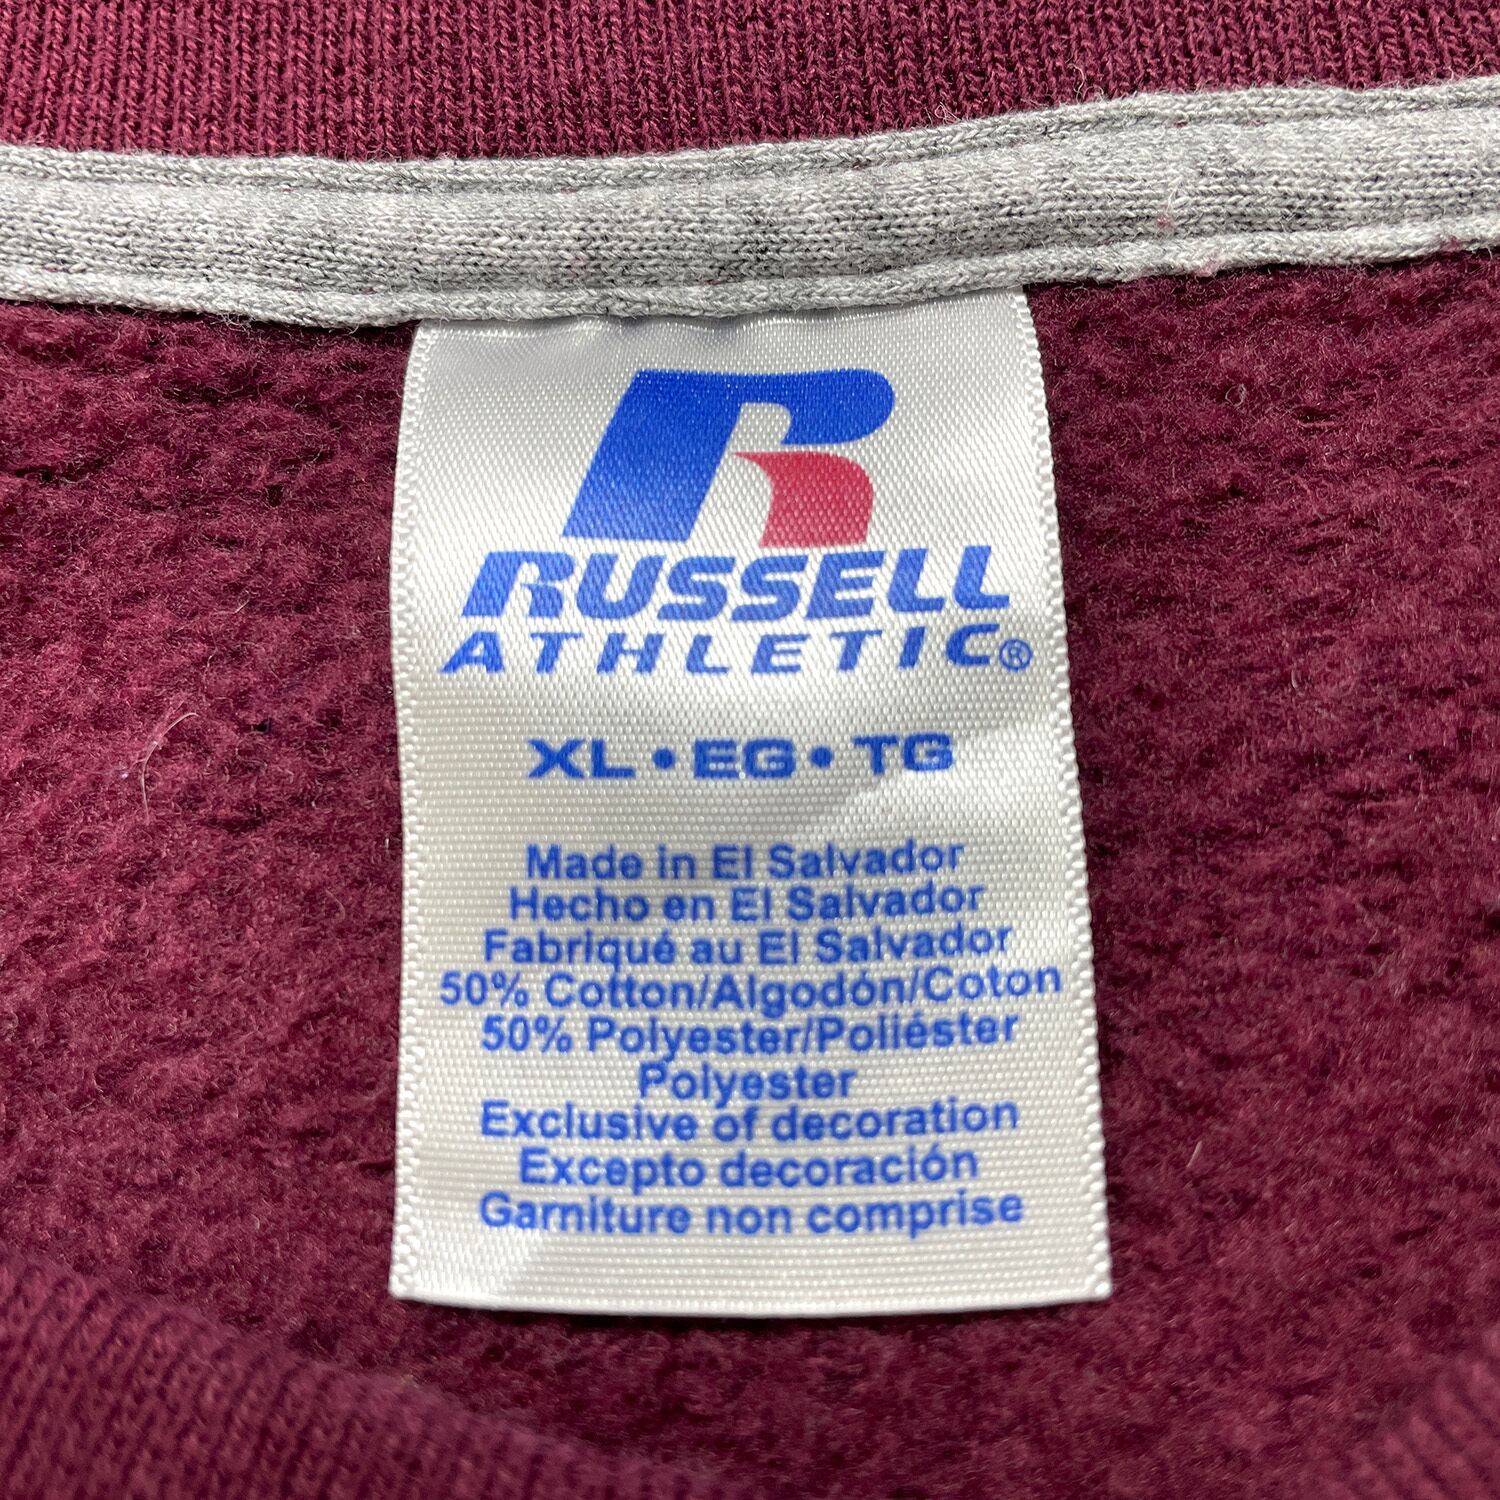 R
RUSSELL
ATHLETIC®
XL • EG • TG
Made in El Salvador
Hecho en El Salvador
Fabriqué au El Salvador
50% Cotton/Algodón/Coton
50% Polyester/Poliéster
Polyester
Exclusive of decoration
Excepto decoración
Garniture non comprise